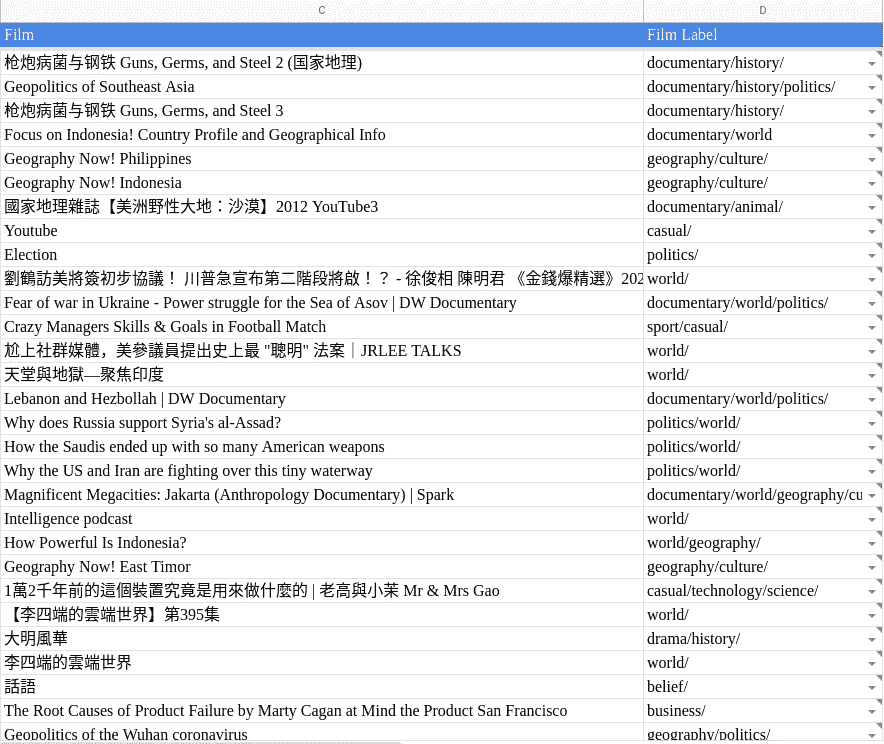 C D
Film Film Label
枪炮病菌与钢铁 Guns, Germs, and Steel 2 (国家地理) documentary/history/
Geopolitics of Southeast Asia documentary/history/politics/
枪炮病菌与钢铁 Guns, Germs, and Steel 3 documentary/history/
Focus on Indonesia! Country Profile and Geographical Info documentary/world
Geography Now! Philippines geography/culture/
Geography Now! Indonesia geography/culture/
國家地理雜誌【美洲野性大地：沙漠】2012 YouTube3 documentary/animal/
Youtube casual/
Election politics/
劉鶴訪美將簽初步協議！ 川普急宣布第二階段將啟！？ - 徐俊相 陳明君 《金錢爆精選》202 world/
Fear of war in Ukraine - Power struggle for the Sea of Asov | DW Documentary documentary/world/politics/
Crazy Managers Skills & Goals in Football Match sport/casual/
尬上社群媒體，美參議員提出史上最 "聰明" 法案｜JRLEE TALKS world/
天堂與地獄—聚焦印度 world/
Lebanon and Hezbollah | DW Documentary documentary/world/politics/
Why does Russia support Syria's al-Assad? politics/world/
How the Saudis ended up with so many American weapons politics/world/
Why the US and Iran are fighting over this tiny waterway politics/world/
Magnificent Megacities: Jakarta (Anthropology Documentary) | Spark documentary/world/geography/cu
Intelligence podcast world/
How Powerful Is Indonesia? world/geography/
Geography Now! East Timor geography/culture/
1萬2千年前的這個裝置究竟是用來做什麼的 | 老高與小茉 Mr & Mrs Gao casual/technology/science/
【李四端的雲端世界】第395集 world/
大明風華 drama/history/
李四端的雲端世界 world/
話語 belief/
The Root Causes of Product Failure by Marty Cagan at Mind the Product San Francisco business/
Geopolitics of the Wuhan coronavirus geography/politics/